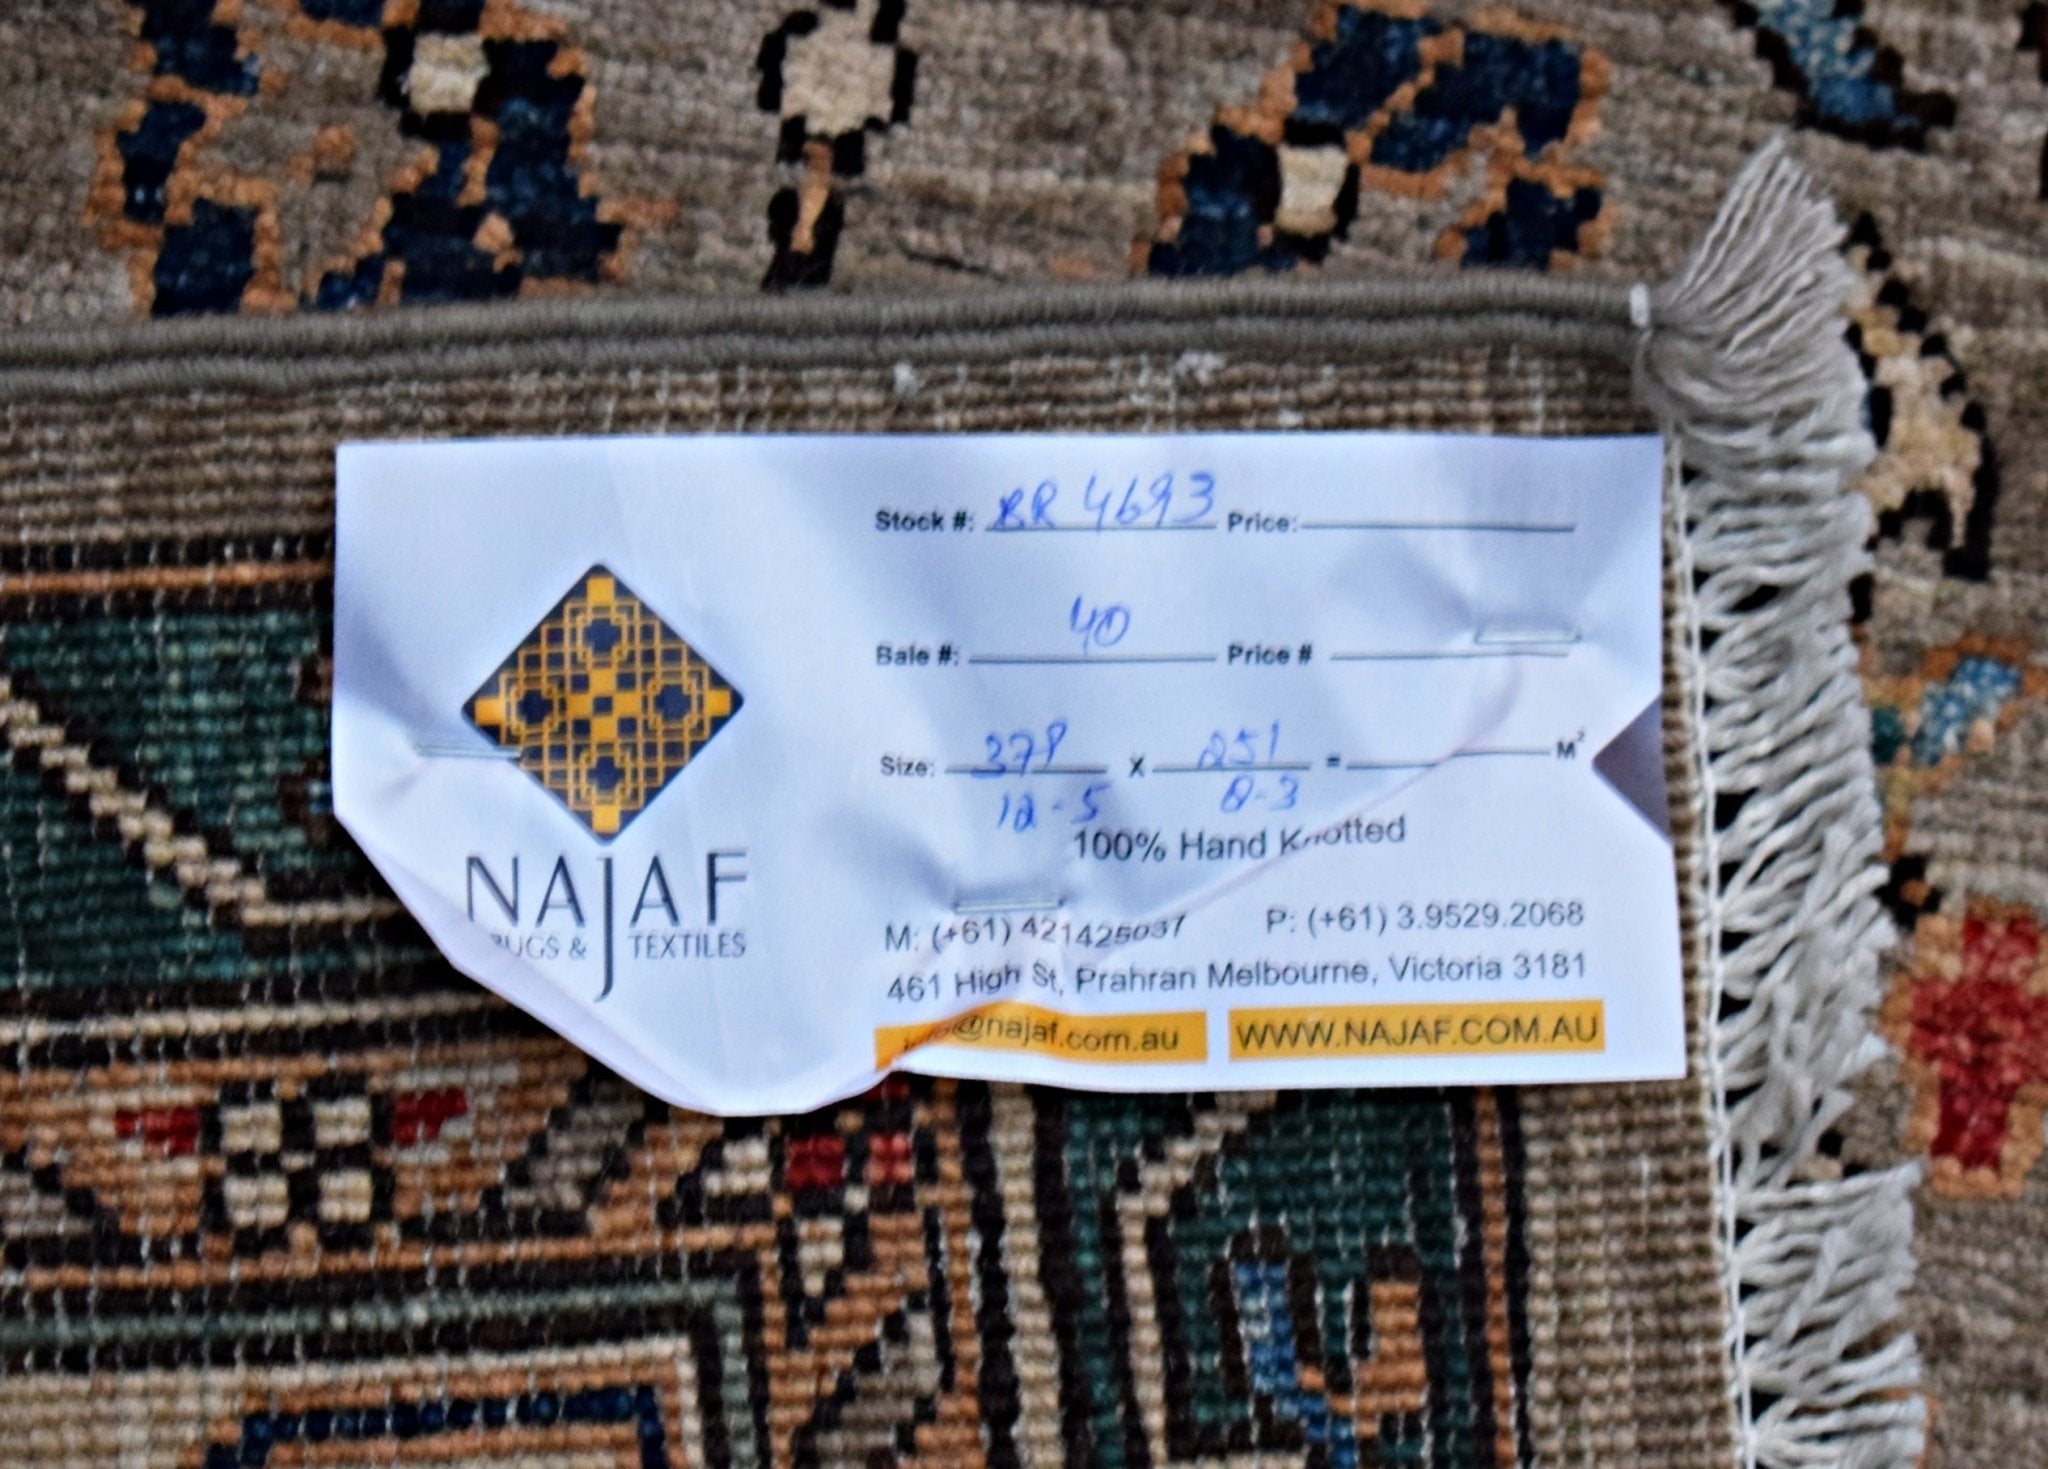 Stock #: BR 4693 Price:
Bale #: 40 Price #
Size: 378 X 251 = M²
12-5 8-3
100% Hand Knotted
NAJAF
RUGS & TEXTILES
M: (+61) 421425037 P: (+61) 3.9529.2068
461 High St, Prahran Melbourne, Victoria 3181
info@najaf.com.au WWW.NAJAF.COM.AU